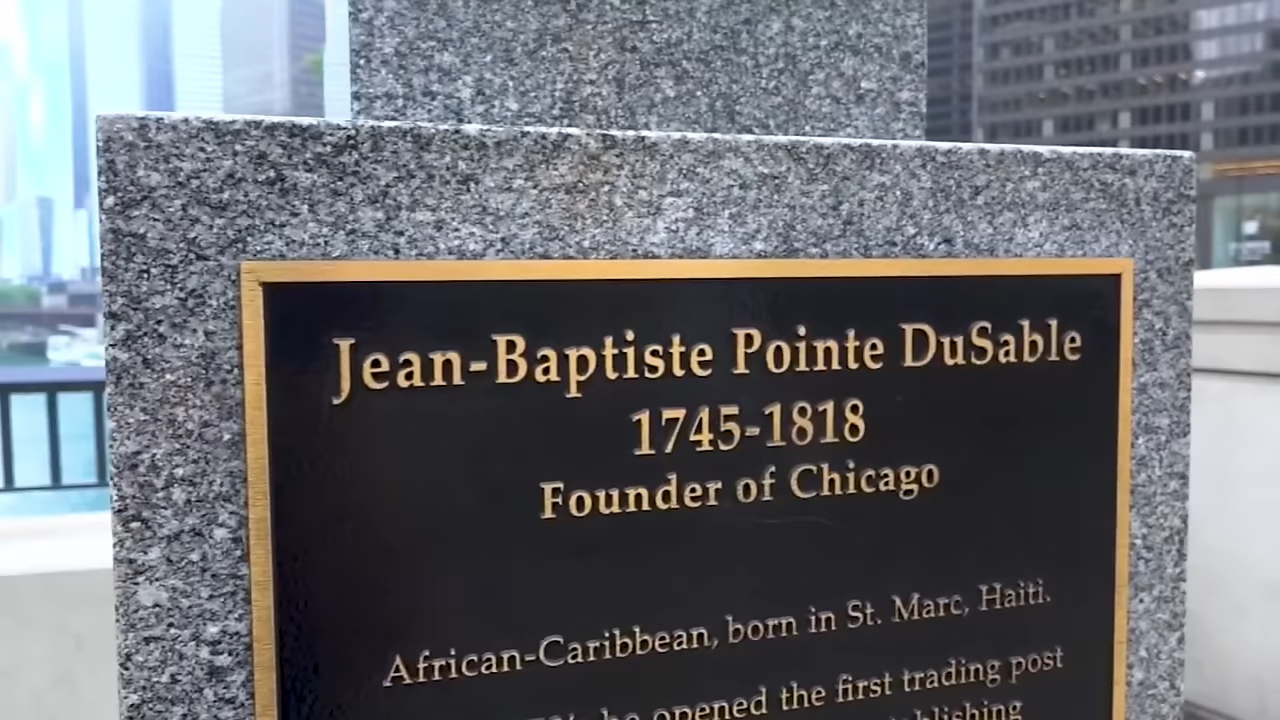 Jean-Baptiste Pointe DuSable
1745-1818
Founder of Chicago
African-Caribbean, born in St. Marc, Haiti.
he opened the first trading post